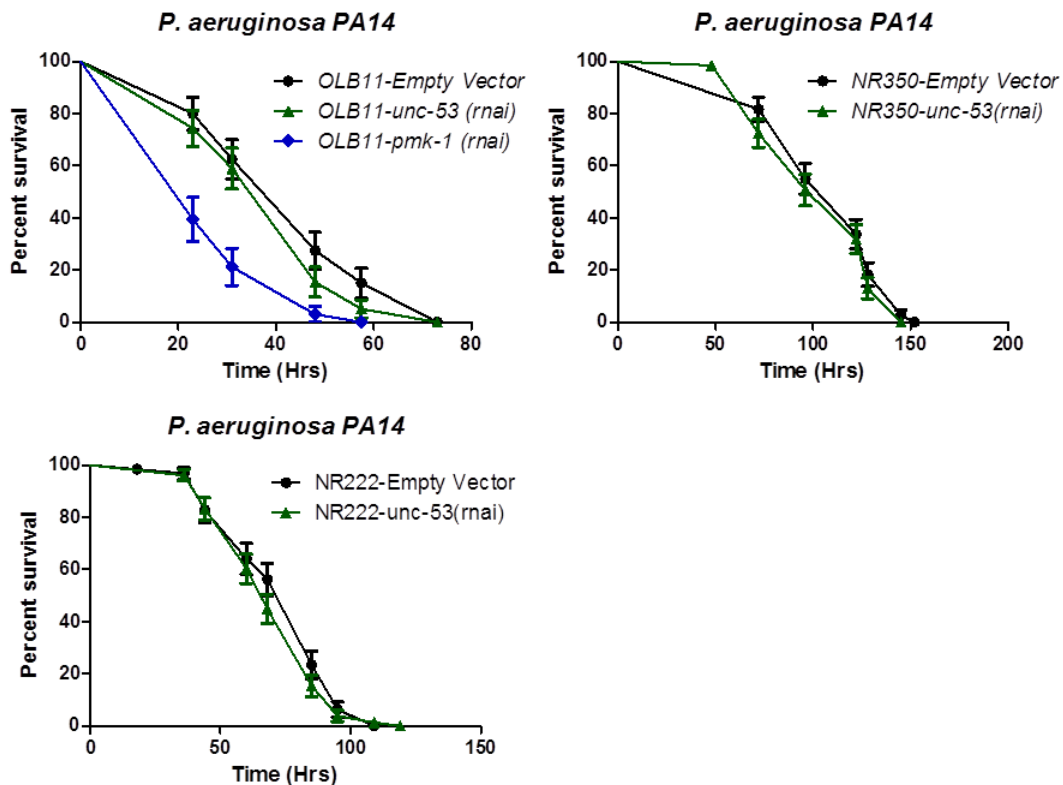 P. aeruginosa PA14
100
80
60
40
20
0
Percent survival
OLB11-Empty Vector
OLB11-unc-53 (rnai)
OLB11-pmk-1 (rnai)
0 20 40 60 80
Time (Hrs)
P. aeruginosa PA14
100
80
60
40
20
0
Percent survival
NR350-Empty Vector
NR350-unc-53(rnai)
0 50 100 150 200
Time (Hrs)
P. aeruginosa PA14
100
80
60
40
20
0
Percent survival
NR222-Empty Vector
NR222-unc-53(rnai)
0 50 100 150
Time (Hrs)